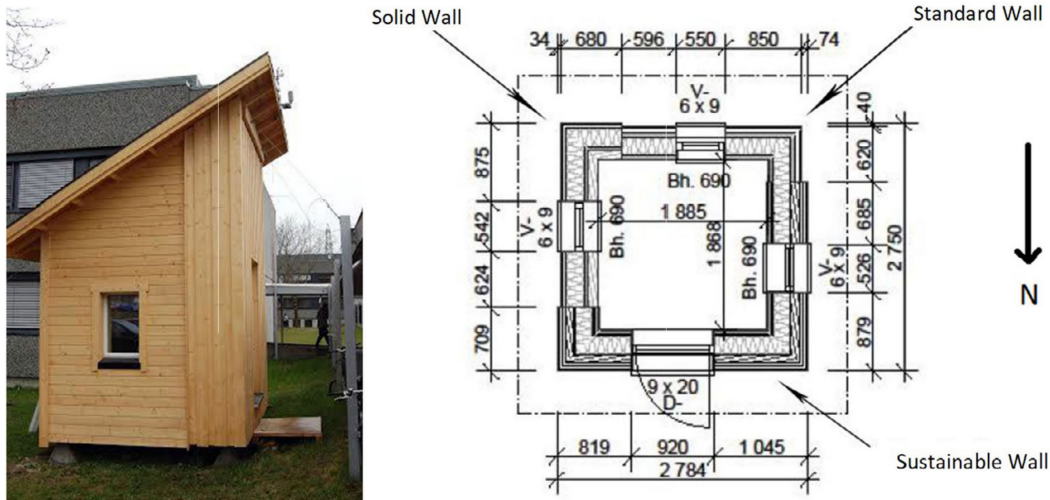 Solid Wall
Standard Wall
34 680 596 550 850 74
V-
6 x 9
Bh. 690
1 885
1 868
V-
6 x 9
Bh. 690
Bh. 690
V-
6 x 9
875
542
624
709
40
620
685
526
879
2 750
N
9 x 20
D-
819 920 1 045
2 784
Sustainable Wall